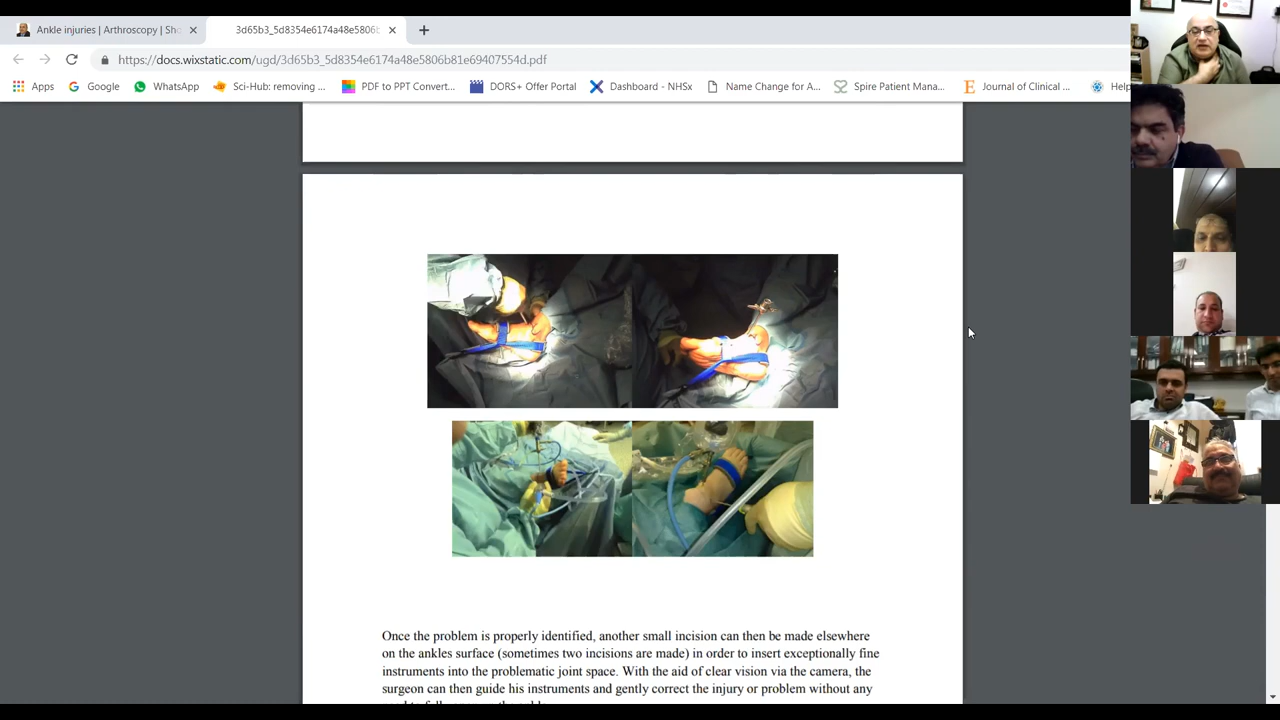 Ankle injuries | Arthroscopy | Sho
3d65b3_5d8354e6174a48e5806b
https://docs.wixstatic.com/ugd/3d65b3_5d8354e6174a48e5806b81e69407554d.pdf
Apps
Google
WhatsApp
Sci-Hub: removing ...
PDF to PPT Convert...
DORS+ Offer Portal
Dashboard - NHSx
Name Change for A...
Spire Patient Mana...
Journal of Clinical ...
Help
Once the problem is properly identified, another small incision can then be made elsewhere
on the ankles surface (sometimes two incisions are made) in order to insert exceptionally fine
instruments into the problematic joint space. With the aid of clear vision via the camera, the
surgeon can then guide his instruments and gently correct the injury or problem without any